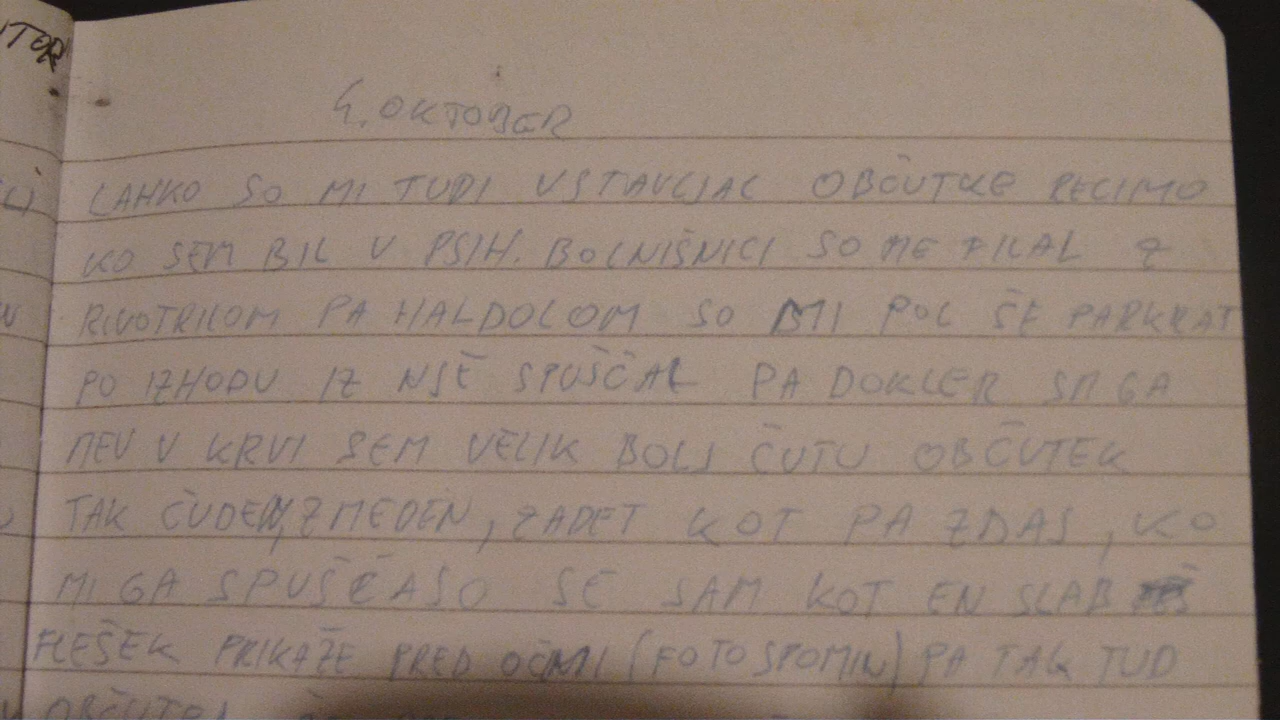 4. OKTOBER
LAHKO SO MI TUDI VSTAVLJAL OBČUTKE RECIMO
KO SEM BIL V PSIH. BOLNIŠNICI SO ME FILAL Z
RIVOTRILOM PA HALDOLOM SO MI POL ŠE PARKRAT
PO IZHODU IZ NJE SPUŠČAL PA DOKLER SM GA
MEU V KRVI SEM VELIK BOLJ ČUTU OBČUTEK
TAK ČUDEN, ZMEDEN, ZADET KOT PA ZDAJ, KO
MI GA SPUŠČAJO SE SAM KOT EN SLAB
FLEŠEK PRIKAŽE PRED OČMI (FOTO SPOMIN) PA TAK TUD
OBČUTEK